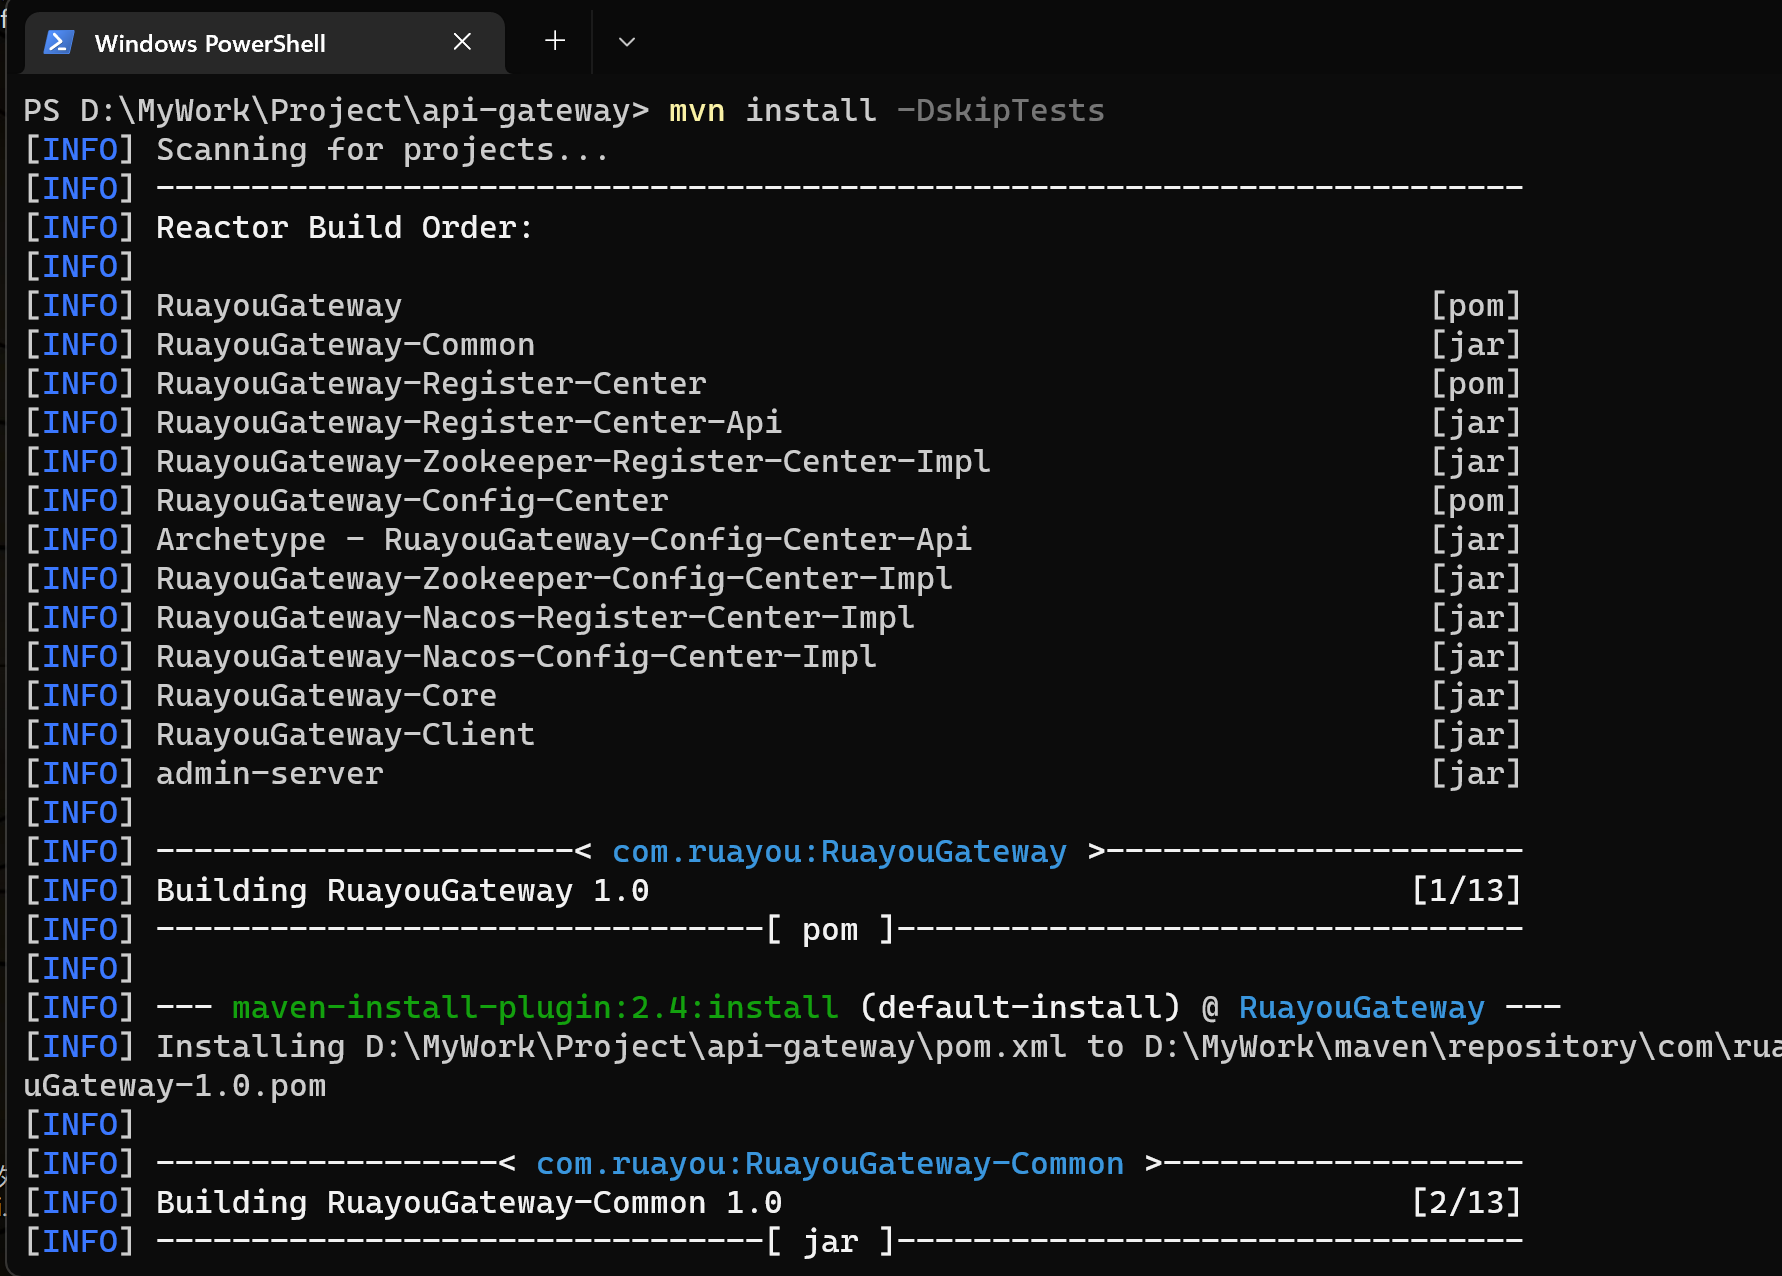 Windows PowerShell
PS D:\MyWork\Project\api-gateway> mvn install -DskipTests
[INFO] Scanning for projects...
[INFO] ------------------------------------------------------------------------
[INFO] Reactor Build Order:
[INFO]
[INFO] RuayouGateway [pom]
[INFO] RuayouGateway-Common [jar]
[INFO] RuayouGateway-Register-Center [pom]
[INFO] RuayouGateway-Register-Center-Api [jar]
[INFO] RuayouGateway-Zookeeper-Register-Center-Impl [jar]
[INFO] RuayouGateway-Config-Center [pom]
[INFO] Archetype - RuayouGateway-Config-Center-Api [jar]
[INFO] RuayouGateway-Zookeeper-Config-Center-Impl [jar]
[INFO] RuayouGateway-Nacos-Register-Center-Impl [jar]
[INFO] RuayouGateway-Nacos-Config-Center-Impl [jar]
[INFO] RuayouGateway-Core [jar]
[INFO] RuayouGateway-Client [jar]
[INFO] admin-server [jar]
[INFO]
[INFO] ----------------------< com.ruayou:RuayouGateway >----------------------
[INFO] Building RuayouGateway 1.0 [1/13]
[INFO] --------------------------------[ pom ]---------------------------------
[INFO]
[INFO] --- maven-install-plugin:2.4:install (default-install) @ RuayouGateway ---
[INFO] Installing D:\MyWork\Project\api-gateway\pom.xml to D:\MyWork\maven\repository\com\rua
uGateway-1.0.pom
[INFO]
[INFO] ------------------< com.ruayou:RuayouGateway-Common >-------------------
[INFO] Building RuayouGateway-Common 1.0 [2/13]
[INFO] --------------------------------[ jar ]---------------------------------